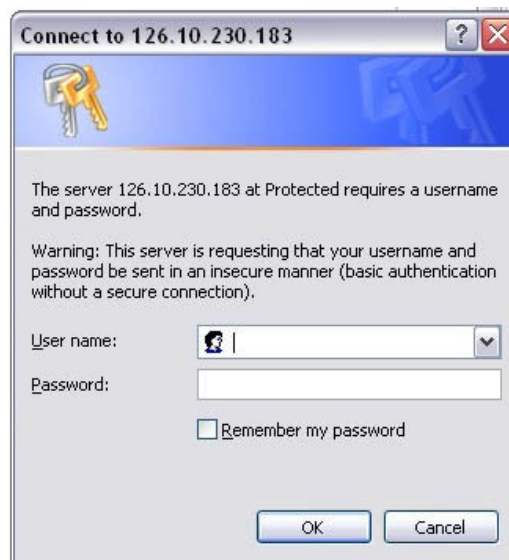 Connect to 126.10.230.183
The server 126.10.230.183 at Protected requires a username
and password.
Warning: This server is requesting that your username and
password be sent in an insecure manner (basic authentication
without a secure connection).
User name:
Password:
Remember my password
OK Cancel